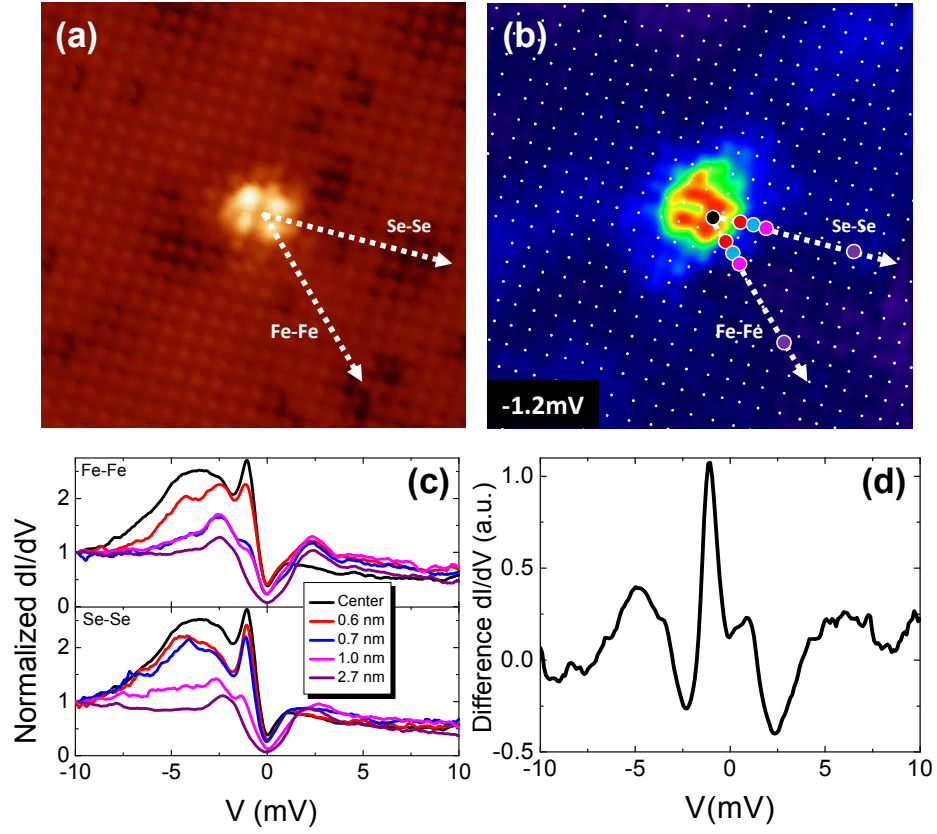 (a)
Se-Se
Fe-Fe
(b)
Se-Se
Fe-Fe
-1.2mV
(c)
Fe-Fe
2
1
0
Se-Se
2
1
0
Center
0.6 nm
0.7 nm
1.0 nm
2.7 nm
Normalized dI/dV
-10
-5
0
5
10
V (mV)
(d)
1.0
0.5
0.0
-0.5
Difference dI/dV (a.u.)
-10
-5
0
5
10
V(mV)